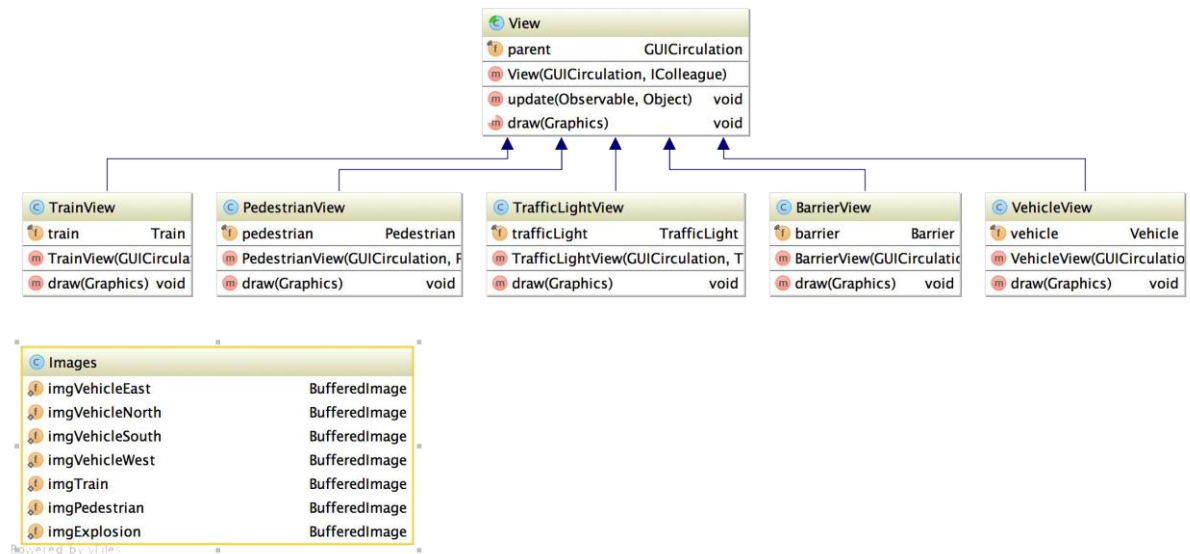 View
parent GUICirculation
View(GUICirculation, IColleague)
update(Observable, Object) void
draw(Graphics) void
TrainView
train Train
TrainView(GUICircula
draw(Graphics) void
PedestrianView
pedestrian Pedestrian
PedestrianView(GUICirculation, P
draw(Graphics) void
TrafficLightView
trafficLight TrafficLight
TrafficLightView(GUICirculation, T
draw(Graphics) void
BarrierView
barrier Barrier
BarrierView(GUICirculatic
draw(Graphics) void
VehicleView
vehicle Vehicle
VehicleView(GUICirculatio
draw(Graphics) void
Images
imgVehicleEast BufferedImage
imgVehicleNorth BufferedImage
imgVehicleSouth BufferedImage
imgVehicleWest BufferedImage
imgTrain BufferedImage
imgPedestrian BufferedImage
imgExplosion BufferedImage
Powered by yFiles